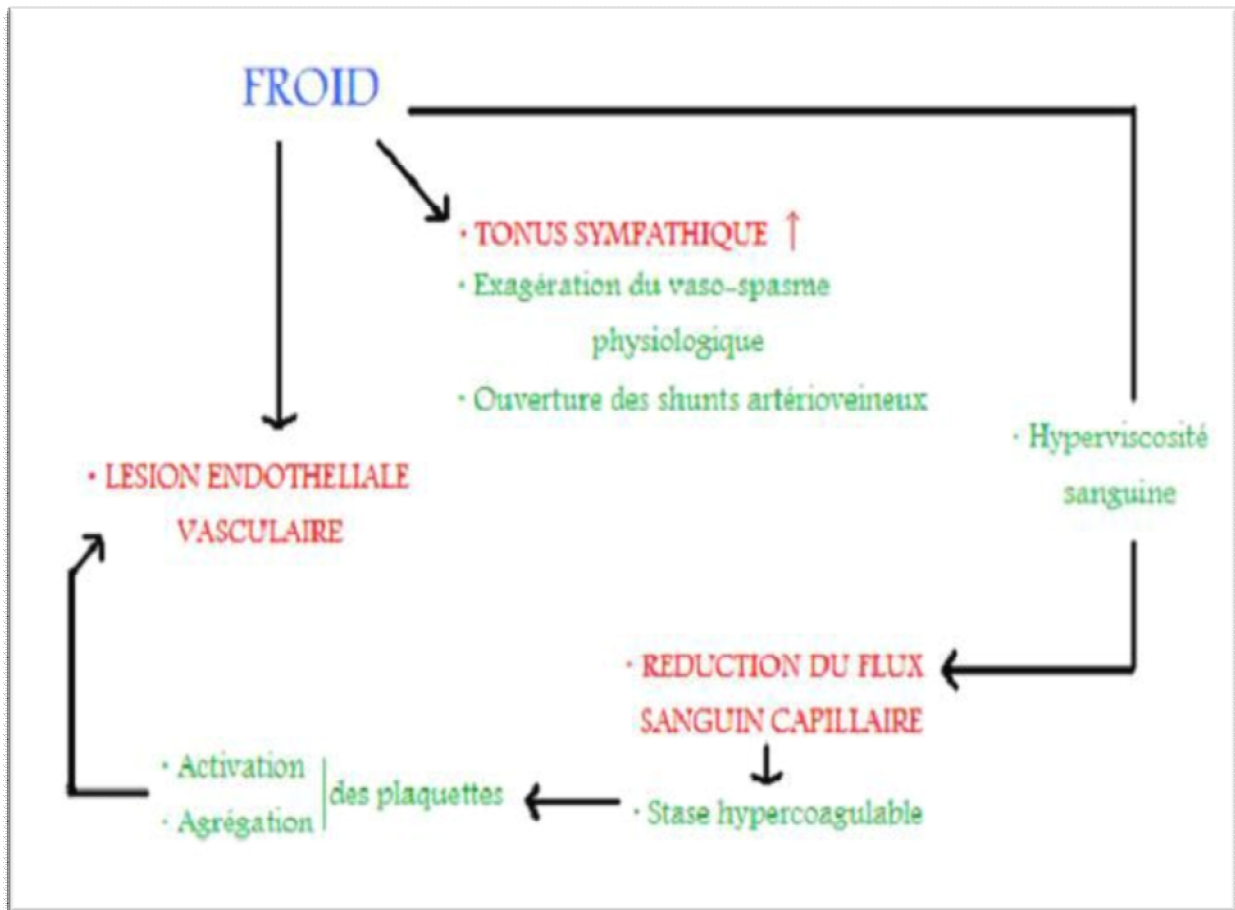 FROID
· TONUS SYMPATHIQUE ↑
· Exagération du vaso-spasme
physiologique
· Ouverture des shunts artérioveineux
· Hyperviscosité
sanguine
· LESION ENDOTHELIALE
VASCULAIRE
· REDUCTION DU FLUX
SANGUIN CAPILLAIRE
· Stase hypercoagulable
· Activation
· Agrégation
des plaquettes